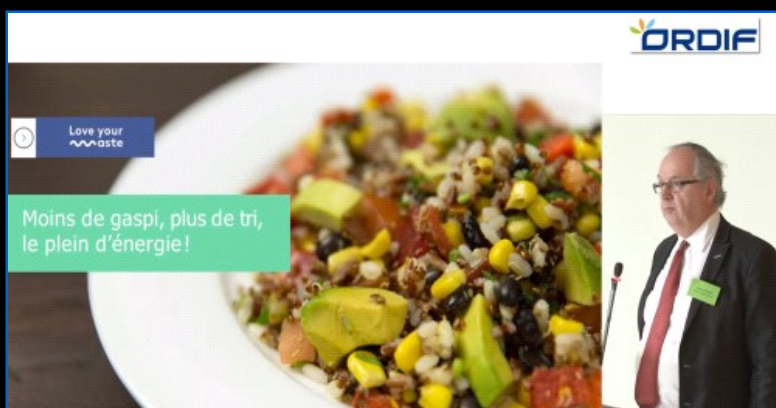 ORDIF
Love your
waste
Moins de gaspi, plus de tri,
le plein d'énergie!